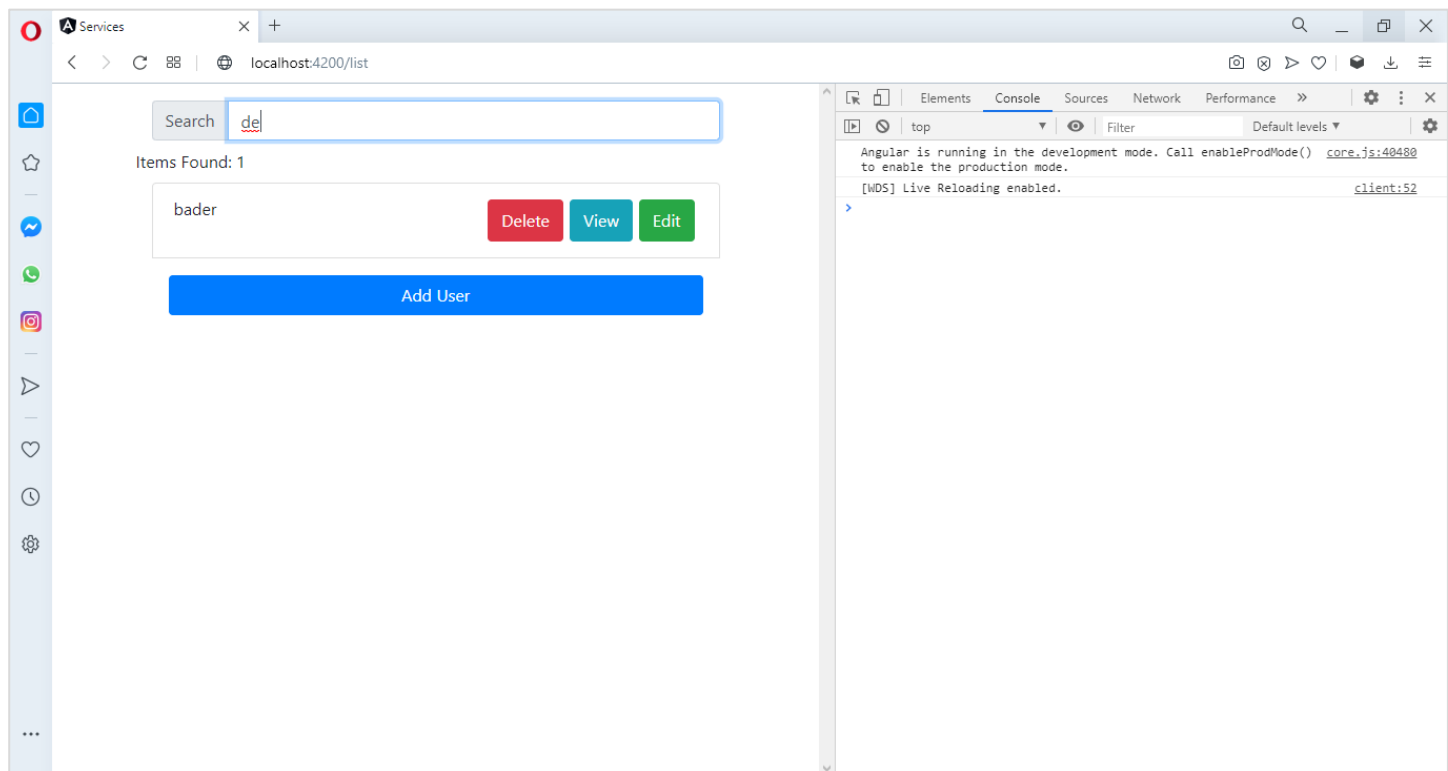 Services
localhost:4200/list
Search de
Items Found: 1
bader Delete View Edit
Add User
Elements Console Sources Network Performance »
top Filter Default levels
Angular is running in the development mode. Call enableProdMode() core.js:40480
to enable the production mode.
[WDS] Live Reloading enabled. client:52